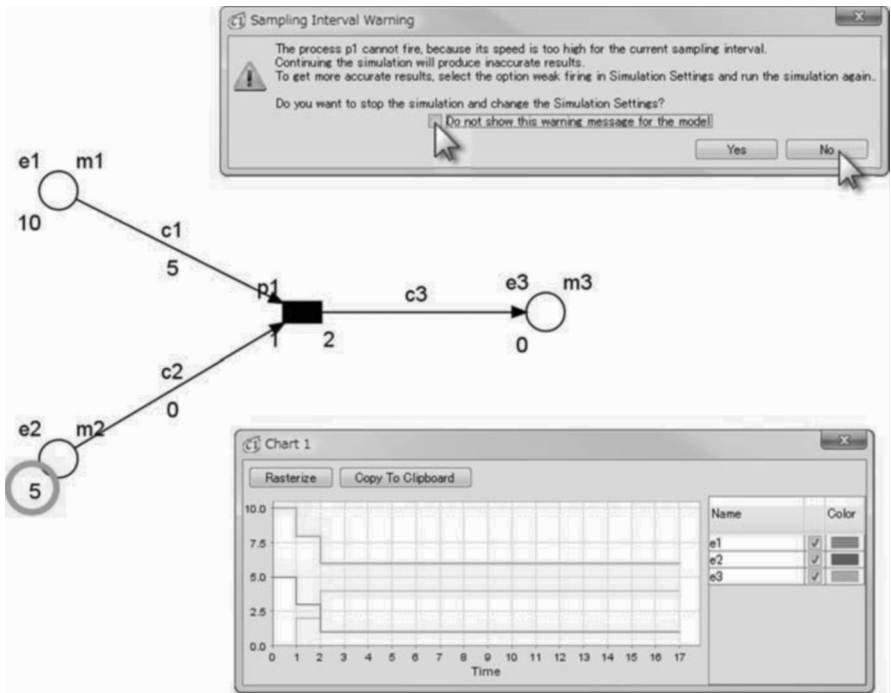 Sampling Interval Warning
The process p1 cannot fire, because its speed is too high for the current sampling interval.
Continuing the simulation will produce inaccurate results.
To get more accurate results, select the option weak firing in Simulation Settings and run the simulation again.
Do you want to stop the simulation and change the Simulation Settings?
Do not show this warning message for the model
Yes No
e1 m1
10
c1
5
p1
1 2
c3
e3 m3
0
c2
0
e2 m2
5
Chart 1
Rasterize Copy To Clipboard
10.0
7.5
5.0
2.5
0.0
0 1 2 3 4 5 6 7 8 9 10 11 12 13 14 15 16 17
Time
Name Color
e1
e2
e3